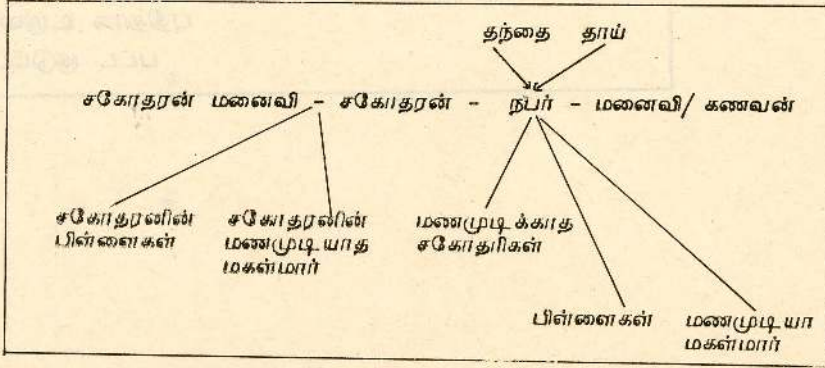 தந்தை தாய்
சகோதரன் மனைவி - சகோதரன் - நபர் - மனைவி/ கணவன்
சகோதரனின் பிள்ளைகள்
சகோதரனின் மணமுடியாத மகள்மார்
மணமுடிக்காத சகோதரிகள்
பிள்ளைகள்
மணமுடியா மகள்மார்